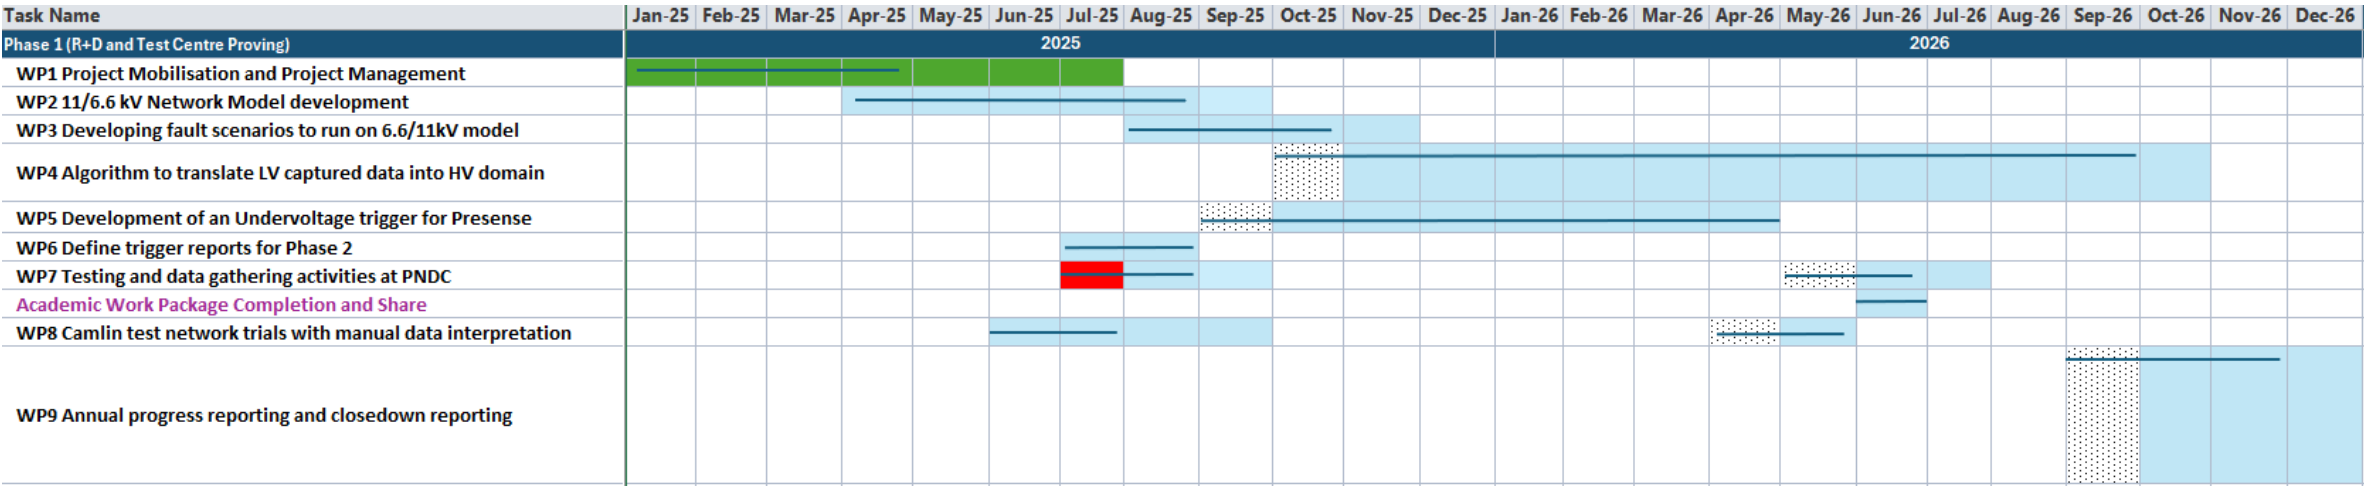 Task Name Jan-25 Feb-25 Mar-25 Apr-25 May-25 Jun-25 Jul-25 Aug-25 Sep-25 Oct-25 Nov-25 Dec-25 Jan-26 Feb-26 Mar-26 Apr-26 May-26 Jun-26 Jul-26 Aug-26 Sep-26 Oct-26 Nov-26 Dec-26
Phase 1 (R+D and Test Centre Proving) 2025 2026
WP1 Project Mobilisation and Project Management
WP2 11/6.6 kV Network Model development
WP3 Developing fault scenarios to run on 6.6/11kV model
WP4 Algorithm to translate LV captured data into HV domain
WP5 Development of an Undervoltage trigger for Presense
WP6 Define trigger reports for Phase 2
WP7 Testing and data gathering activities at PNDC
Academic Work Package Completion and Share
WP8 Camlin test network trials with manual data interpretation
WP9 Annual progress reporting and closedown reporting